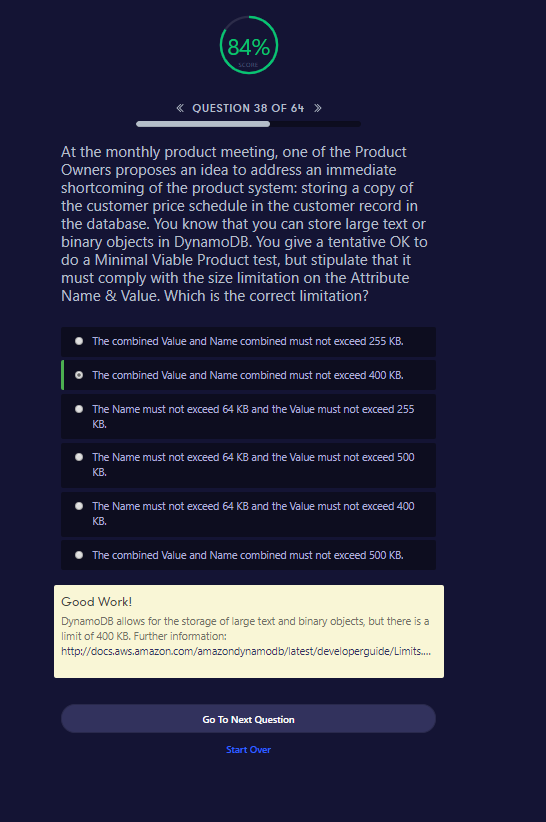 84%
SCORE
« QUESTION 38 OF 64 »
At the monthly product meeting, one of the Product
Owners proposes an idea to address an immediate
shortcoming of the product system: storing a copy of
the customer price schedule in the customer record in
the database. You know that you can store large text or
binary objects in DynamoDB. You give a tentative OK to
do a Minimal Viable Product test, but stipulate that it
must comply with the size limitation on the Attribute
Name & Value. Which is the correct limitation?
The combined Value and Name combined must not exceed 255 KB.
The combined Value and Name combined must not exceed 400 KB.
The Name must not exceed 64 KB and the Value must not exceed 255
KB.
The Name must not exceed 64 KB and the Value must not exceed 500
KB.
The Name must not exceed 64 KB and the Value must not exceed 400
KB.
The combined Value and Name combined must not exceed 500 KB.
Good Work!
DynamoDB allows for the storage of large text and binary objects, but there is a
limit of 400 KB. Further information:
http://docs.aws.amazon.com/amazondynamodb/latest/developerguide/Limits....
Go To Next Question
Start Over